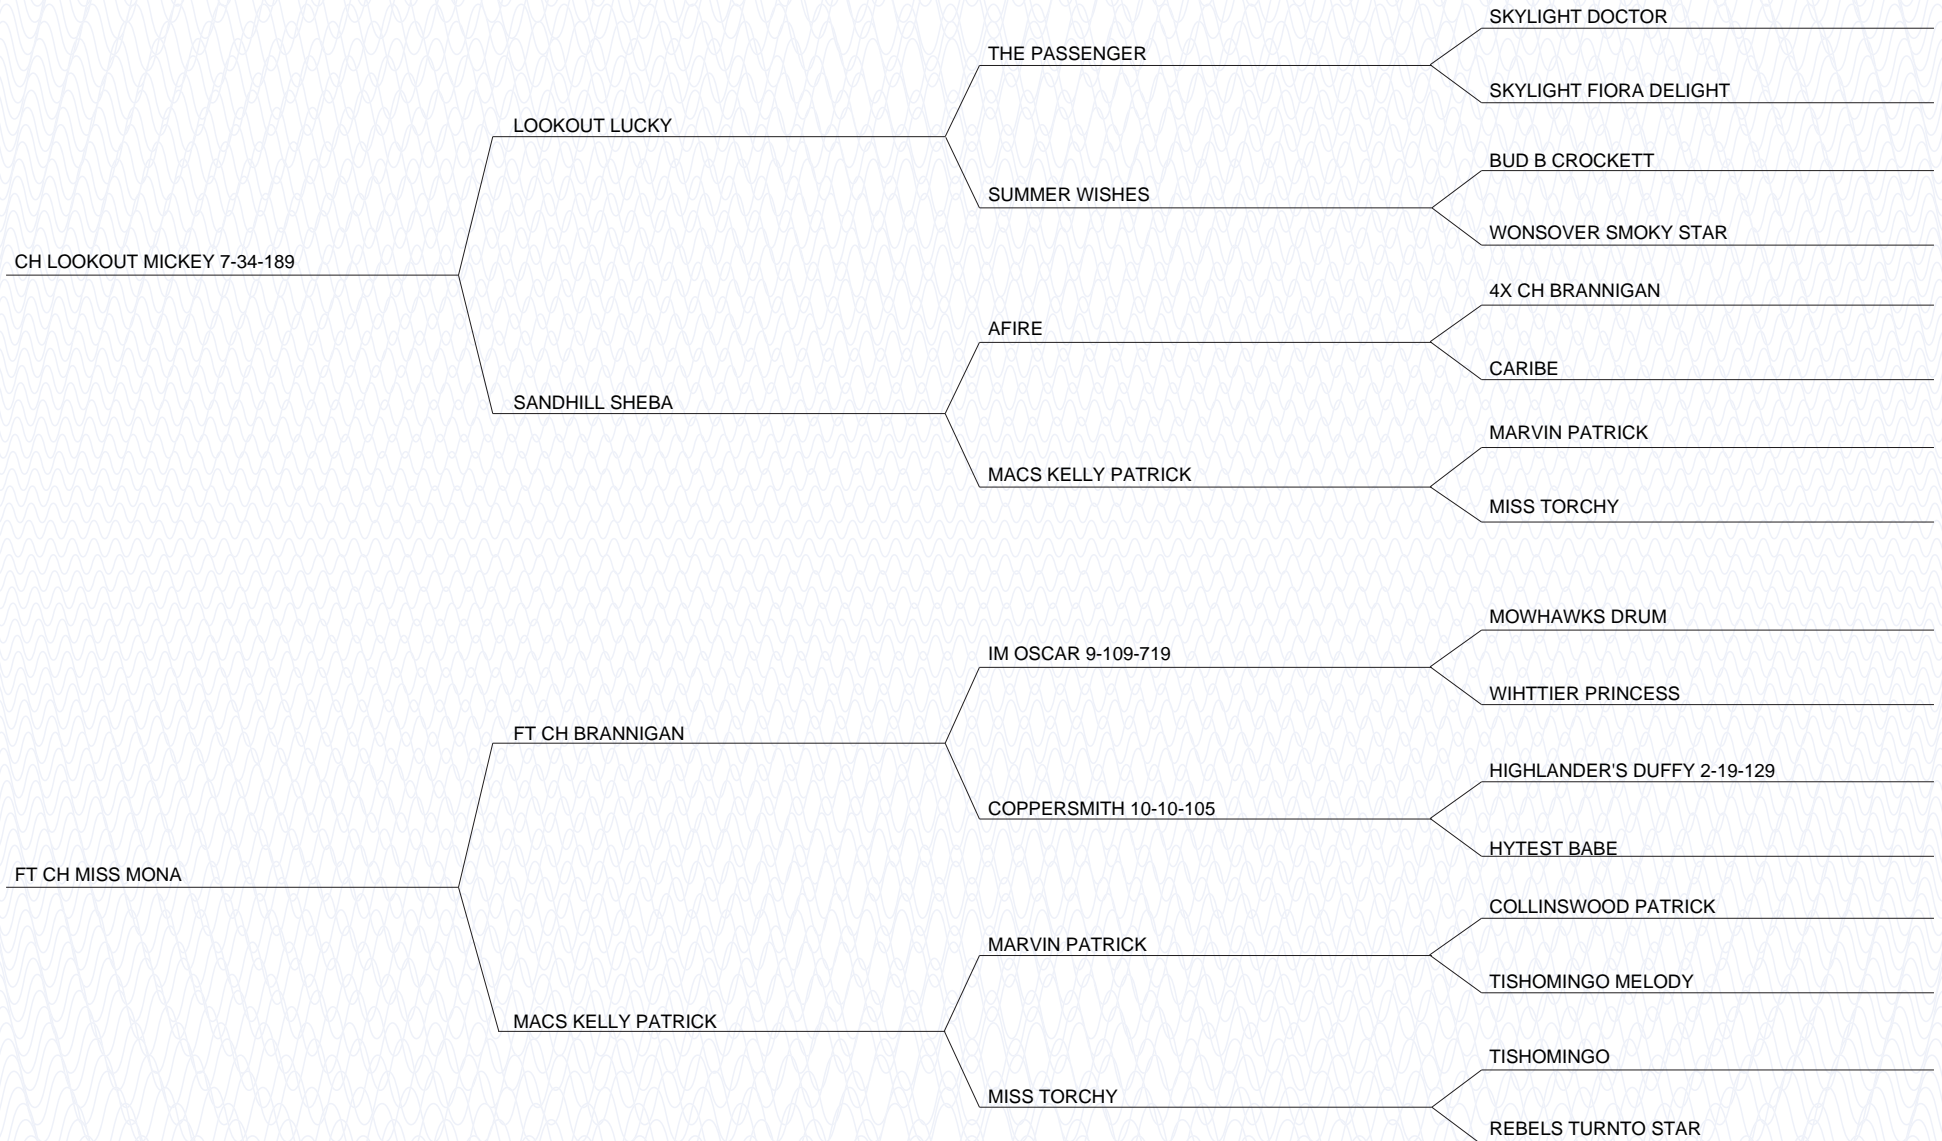 SKYLIGHT DOCTOR
THE PASSENGER
SKYLIGHT FIORA DELIGHT
LOOKOUT LUCKY
BUD B CROCKETT
SUMMER WISHES
WONSOVER SMOKY STAR
CH LOOKOUT MICKEY 7-34-189
4X CH BRANNIGAN
AFIRE
CARIBE
SANDHILL SHEBA
MARVIN PATRICK
MACS KELLY PATRICK
MISS TORCHY
MOWHAWKS DRUM
IM OSCAR 9-109-719
WIHTTIER PRINCESS
FT CH BRANNIGAN
HIGHLANDER'S DUFFY 2-19-129
COPPERSMITH 10-10-105
HYTEST BABE
FT CH MISS MONA
COLLINSWOOD PATRICK
MARVIN PATRICK
TISHOMINGO MELODY
MACS KELLY PATRICK
TISHOMINGO
MISS TORCHY
REBELS TURNTO STAR